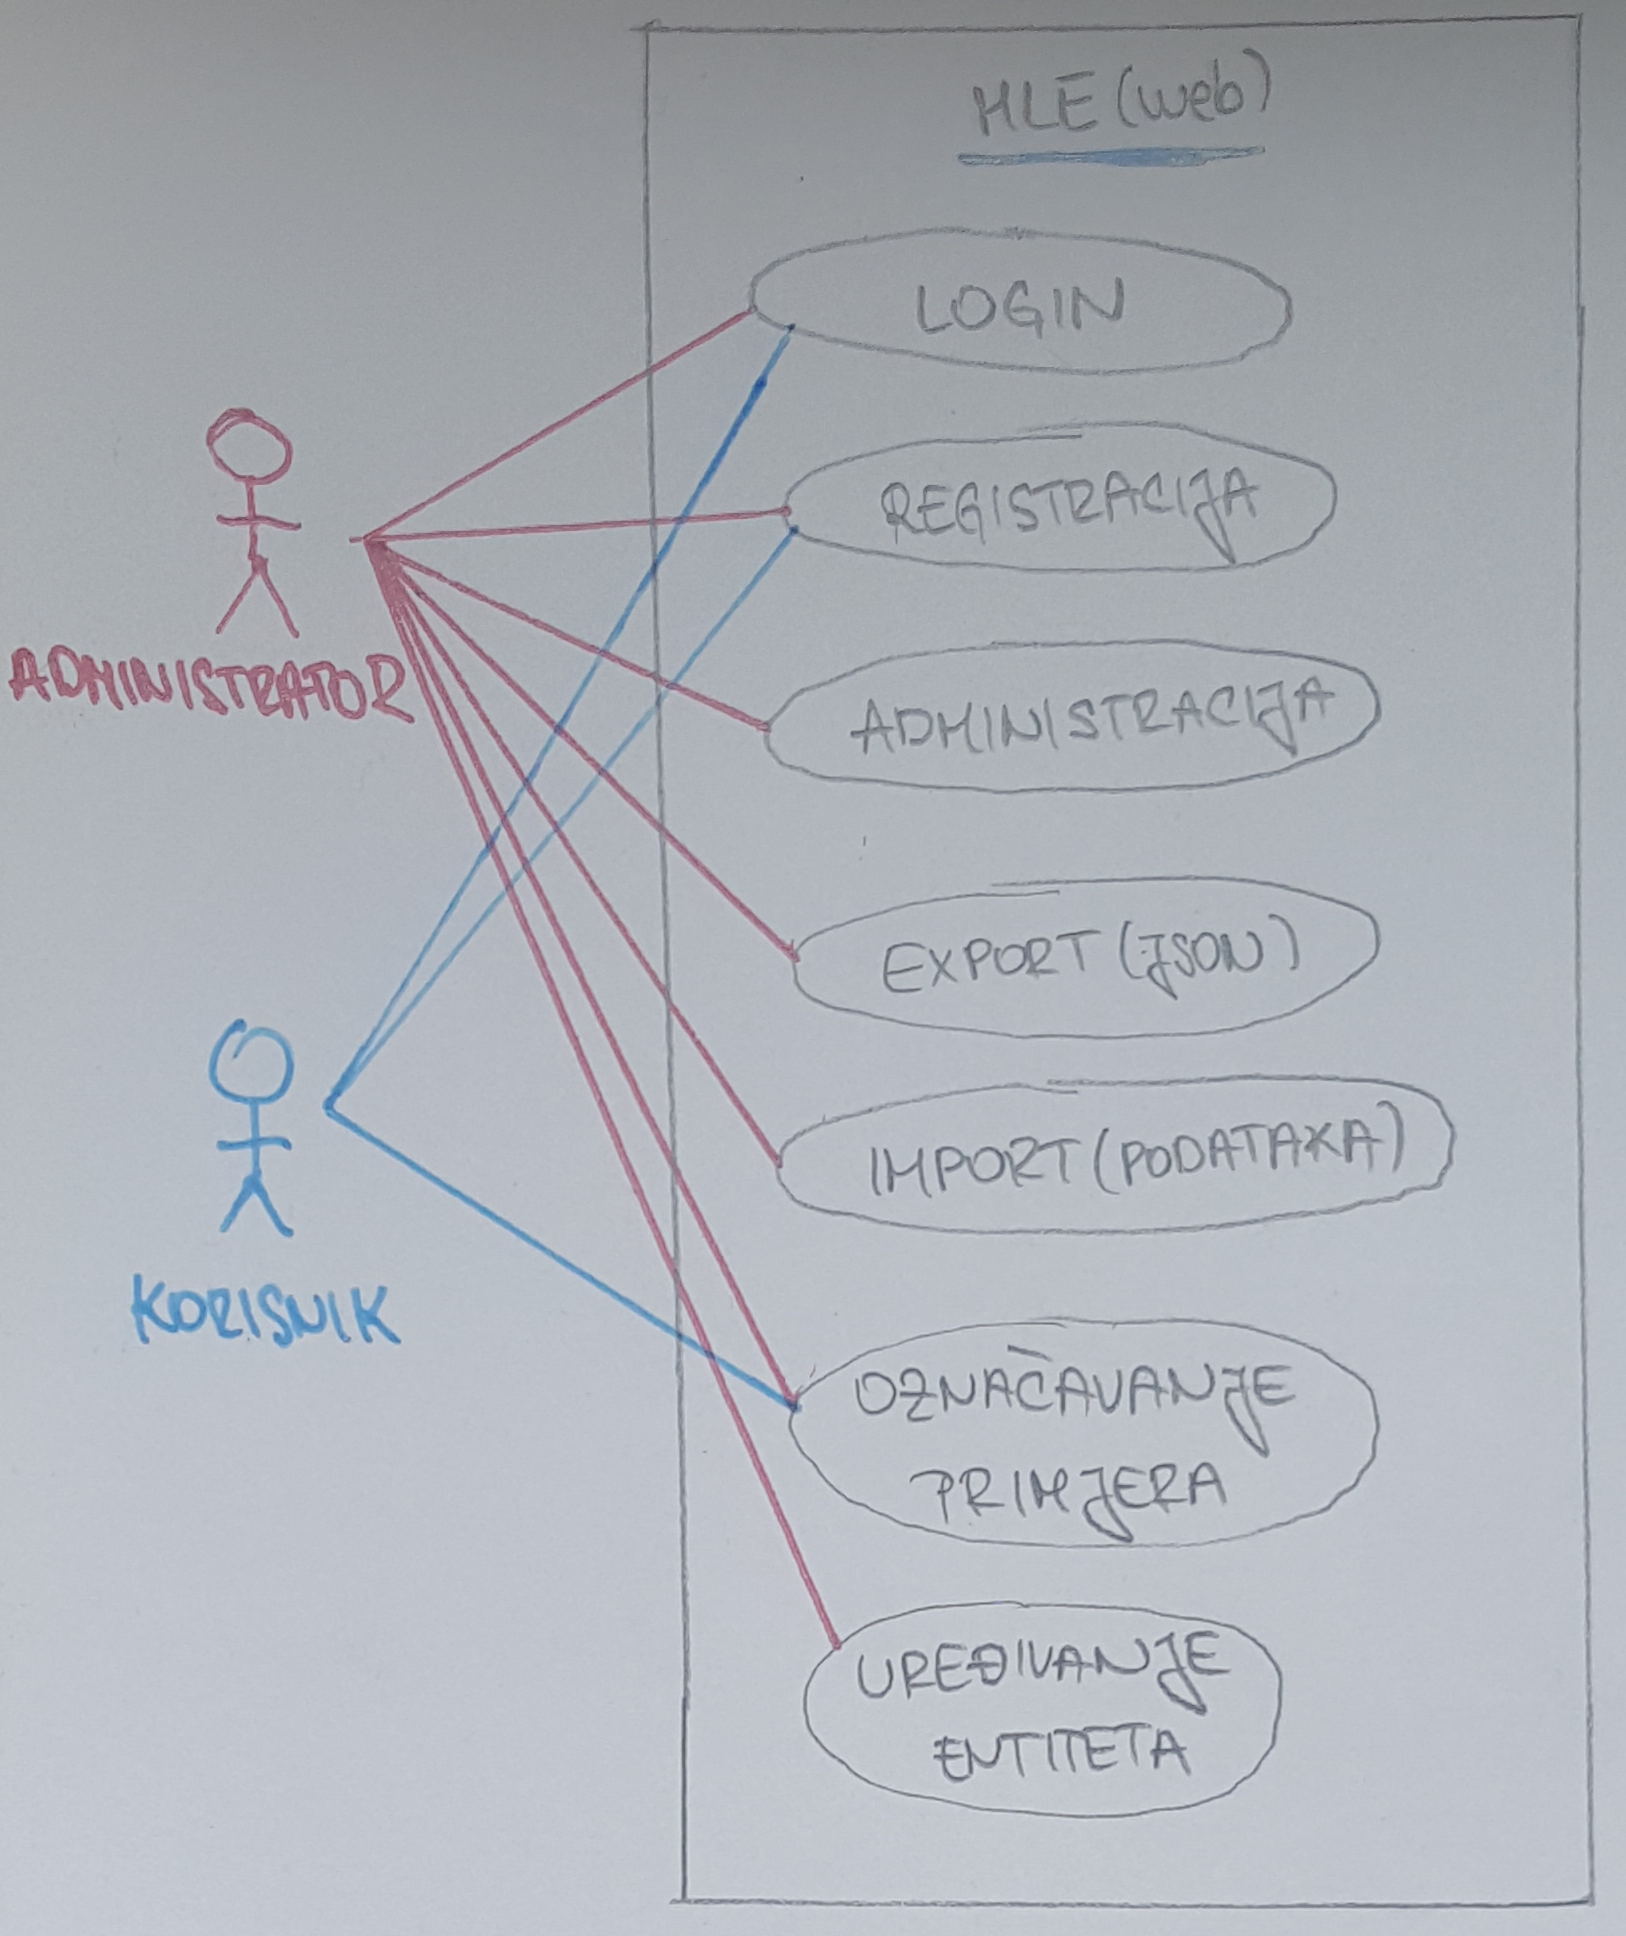 MLE (web)
LOGIN
REGISTRACIJA
ADMINISTRATOR
ADMINISTRACIJA
EXPORT (JSON)
IMPORT (PODATAKA)
KORISNIK
OZNAČAVANJE
PRIMJERA
UREĐIVANJE
ENTITETA